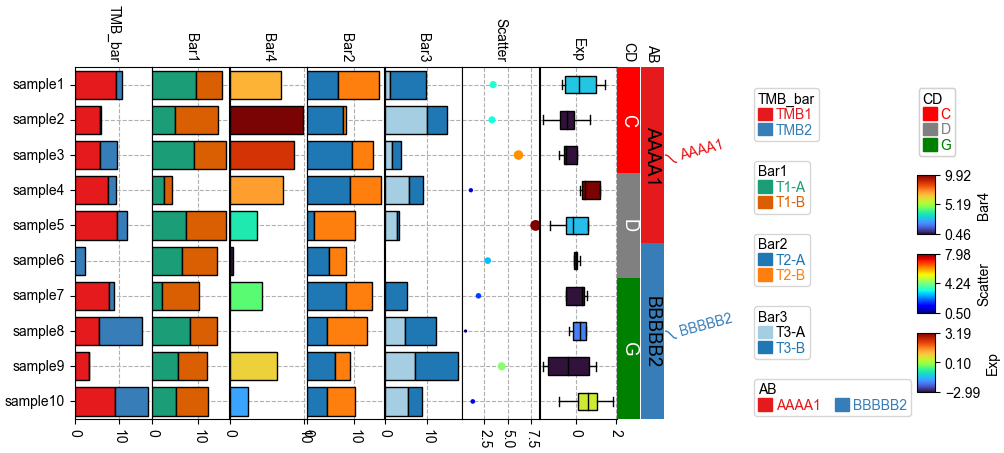 TMB_bar
Bar1
Bar4
Bar2
Bar3
Scatter
Exp
CD
AB
sample1
sample2
sample3
sample4
sample5
sample6
sample7
sample8
sample9
sample10
C
D
G
AAAA1
BBBBB2
AAAA1
BBBBB2
0
10
0
10
0
10
0
10
0
10
2.5
5.0
7.5
0
2
TMB_bar
TMB1
TMB2
Bar1
T1-A
T1-B
Bar2
T2-A
T2-B
Bar3
T3-A
T3-B
AB
AAAA1 BBBBB2
CD
C
D
G
9.92
5.19
0.46
Bar4
7.98
4.24
0.50
Scatter
3.19
0.10
−2.99
Exp